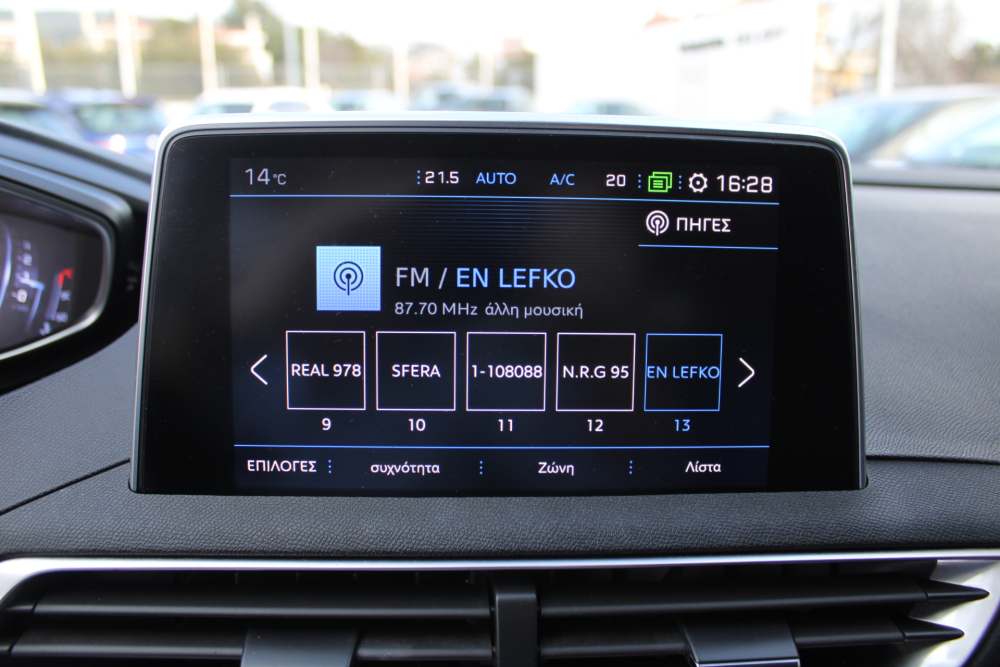 14°C 21.5 AUTO A/C 20 16:28
ΠΗΓΕΣ
FM / EN LEFKO
87.70 MHz άλλη μουσική
REAL 978 SFERA 1-108088 N.R.G 95 EN LEFKO
9 10 11 12 13
ΕΠΙΛΟΓΕΣ συχνότητα Ζώνη Λίστα